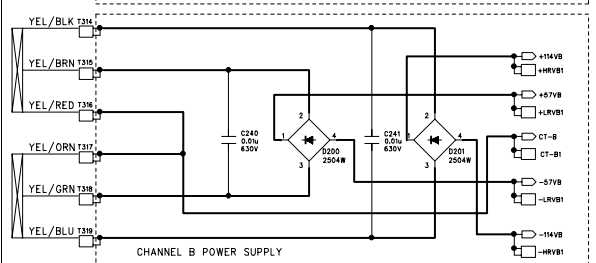 YEL/BLK T314
YEL/BRN T315
YEL/RED T316
YEL/ORN T317
YEL/GRN T318
YEL/BLU T319
C240
0.01u
630V
2
1
4
3
D200
2504W
C241
0.01u
630V
2
1
4
3
D201
2504W
+114VB
+HRVB1
+57VB
+LRVB1
CT-B
CT-B1
-57VB
-LRVB1
-114VB
-HRVB1
CHANNEL B POWER SUPPLY